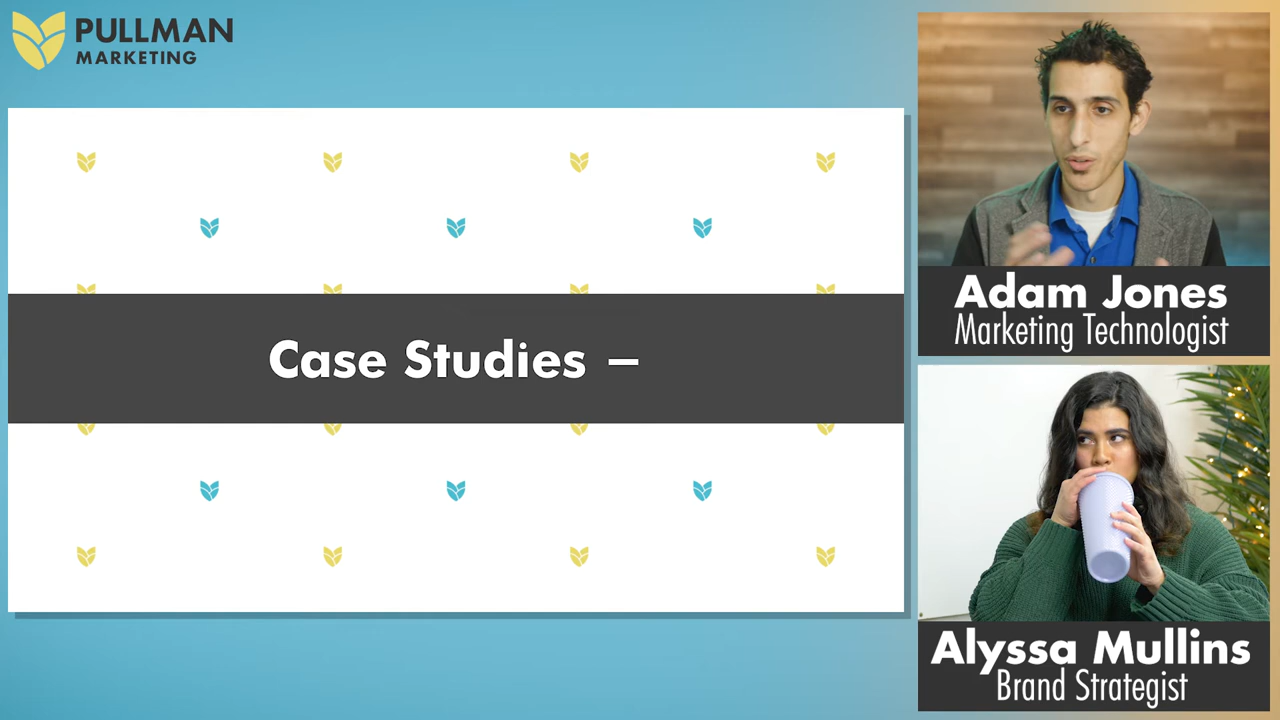 PULLMAN
MARKETING
Case Studies –
Adam Jones
Marketing Technologist
Alyssa Mullins
Brand Strategist